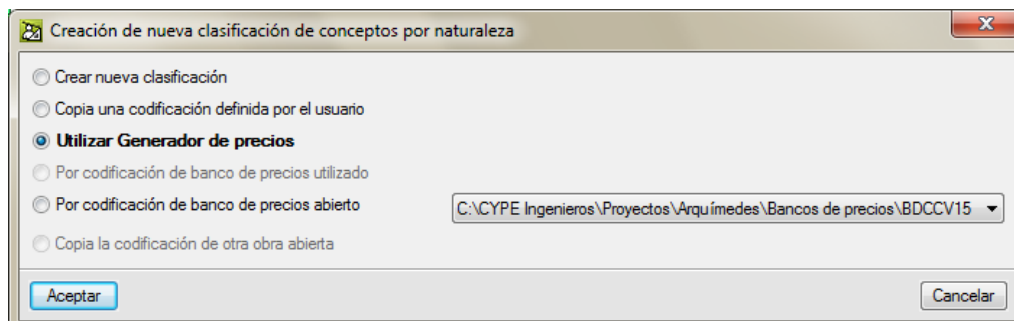 Creación de nueva clasificación de conceptos por naturaleza
Crear nueva clasificación
Copia una codificación definida por el usuario
Utilizar Generador de precios
Por codificación de banco de precios utilizado
Por codificación de banco de precios abierto
C:\CYPE Ingenieros\Proyectos\Arquímedes\Bancos de precios\BDCCV15
Copia la codificación de otra obra abierta
Aceptar
Cancelar